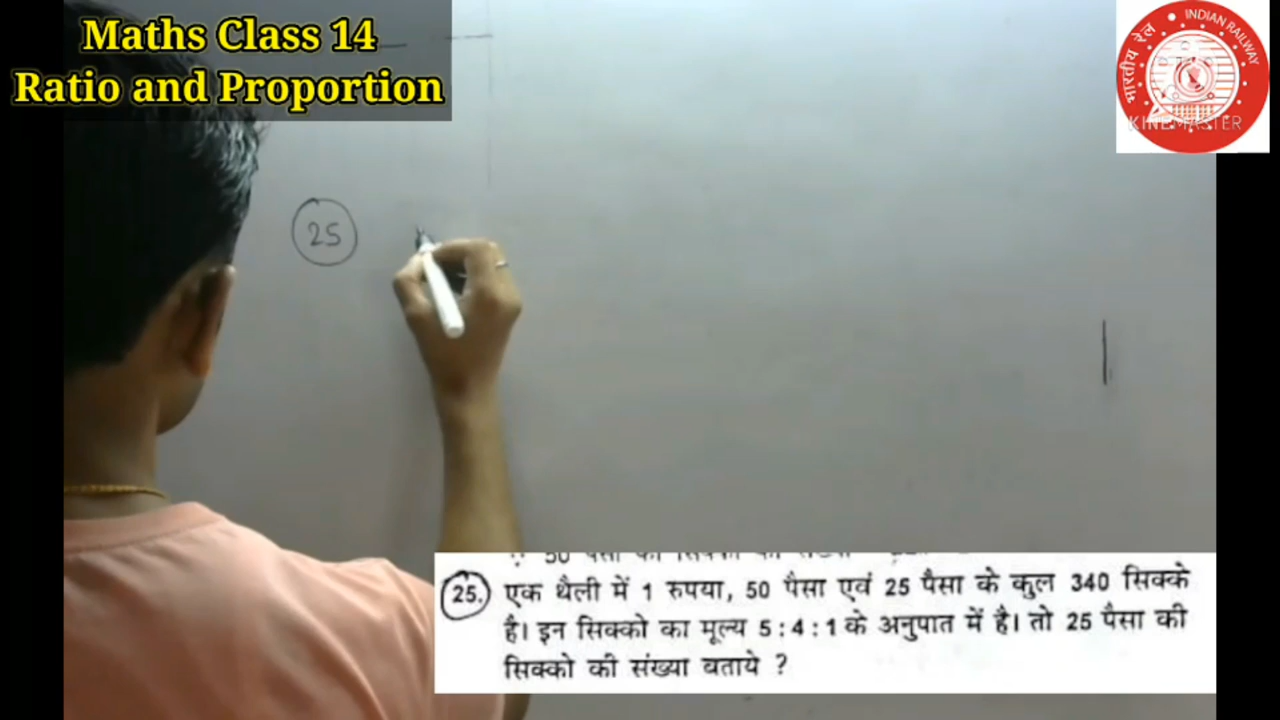 Maths Class 14
Ratio and Proportion
भारतीय रेल
INDIAN RAILWAY
KINEMASTER
25
25. एक थैली में 1 रुपया, 50 पैसा एवं 25 पैसा के कुल 340 सिक्के
है। इन सिक्को का मूल्य 5 : 4 : 1 के अनुपात में है। तो 25 पैसा की
सिक्को की संख्या बताये ?